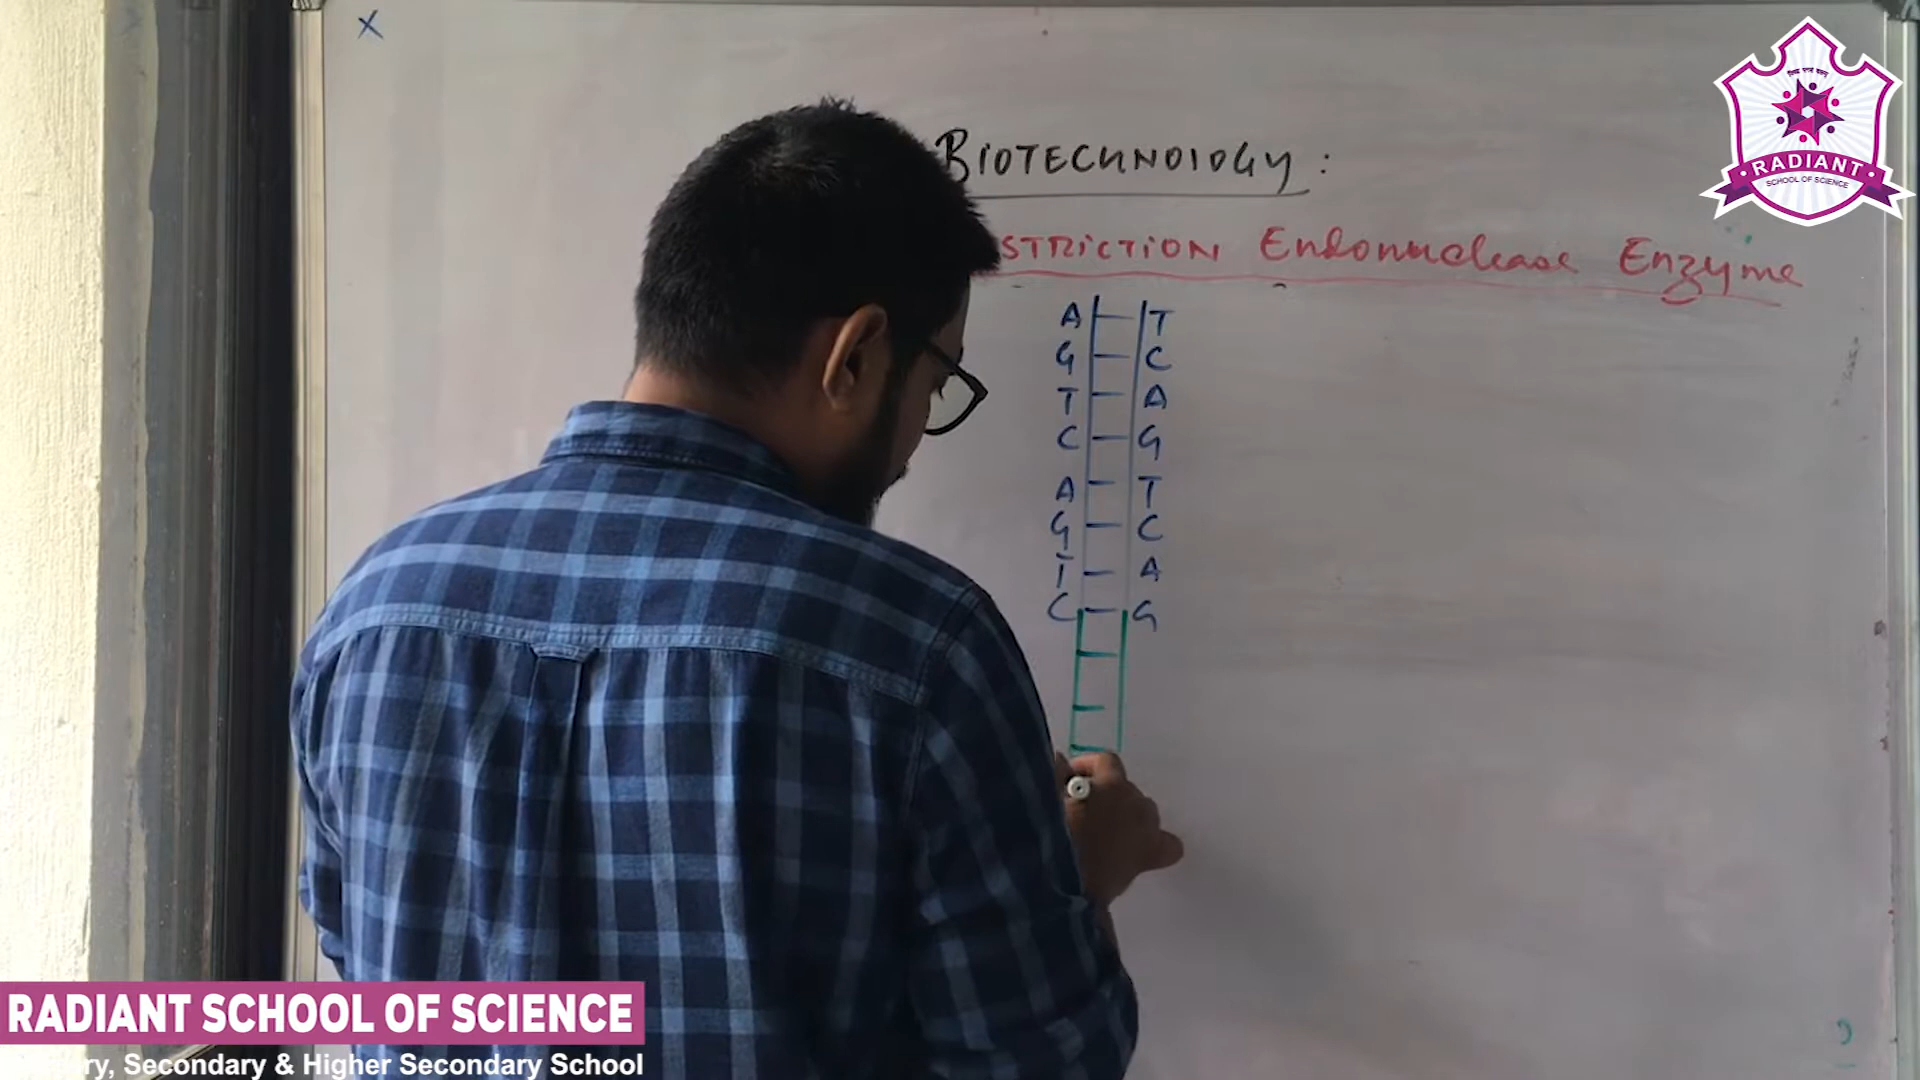 X
BIOTECHNOLOGY :
STRICTION Endonuclease Enzyme
A T
G C
T A
C G
A T
G C
T A
C G
RADIANT
SCHOOL OF SCIENCE
RADIANT SCHOOL OF SCIENCE
ry, Secondary & Higher Secondary School